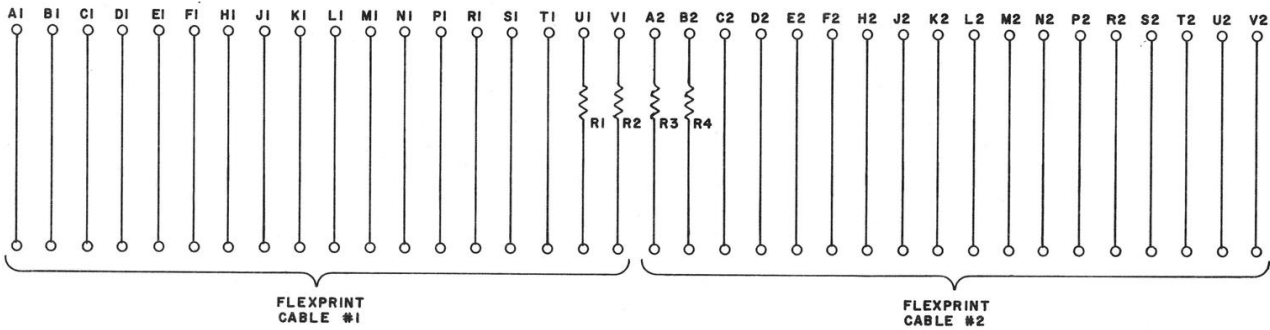 A1 B1 C1 D1 E1 F1 H1 J1 K1 L1 M1 N1 P1 R1 S1 T1 U1 V1 A2 B2 C2 D2 E2 F2 H2 J2 K2 L2 M2 N2 P2 R2 S2 T2 U2 V2
R1 R2 R3 R4
FLEXPRINT
CABLE #1
FLEXPRINT
CABLE #2